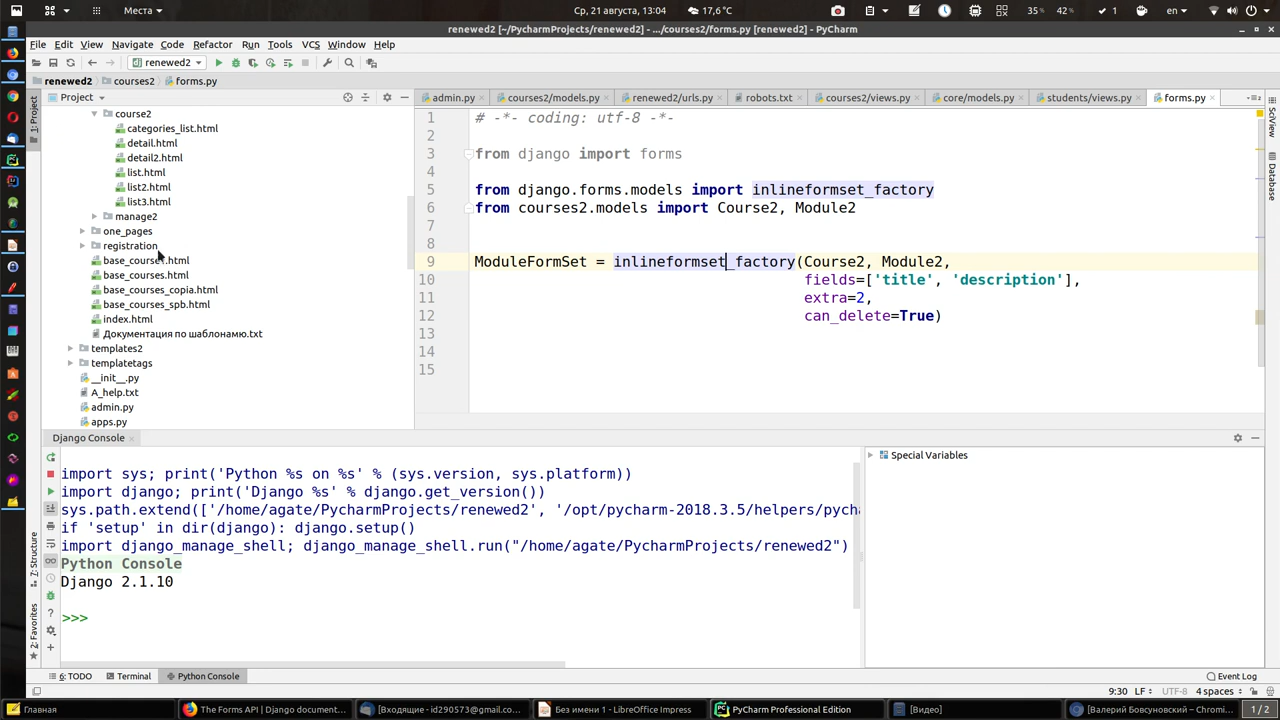 Места
Ср, 21 августа, 13:04
17,6°C
35%
42%
1
en
renewed2 [~/PycharmProjects/renewed2] - .../courses2/forms.py [renewed2] - PyCharm
File Edit View Navigate Code Refactor Run Tools VCS Window Help
renewed2
renewed2 courses2 forms.py
Project
admin.py courses2/models.py renewed2/urls.py robots.txt courses2/views.py core/models.py students/views.py forms.py
1: Project
SciView
Database
course2
categories_list.html
detail.html
detail2.html
list.html
list2.html
list3.html
manage2
one_pages
registration
base_course1.html
base_courses.html
base_courses_copia.html
base_courses_spb.html
index.html
Документация по шаблонамю.txt
templates2
templatetags
__init__.py
A_help.txt
admin.py
apps.py
1 # -*- coding: utf-8 -*-
2
3 from django import forms
4
5 from django.forms.models import inlineformset_factory
6 from courses2.models import Course2, Module2
7
8
9 ModuleFormSet = inlineformset_factory(Course2, Module2,
10 fields=['title', 'description'],
11 extra=2,
12 can_delete=True)
13
14
15
Django Console
import sys; print('Python %s on %s' % (sys.version, sys.platform))
import django; print('Django %s' % django.get_version())
sys.path.extend(['/home/agate/PycharmProjects/renewed2', '/opt/pycharm-2018.3.5/helpers/pycha
if 'setup' in dir(django): django.setup()
import django_manage_shell; django_manage_shell.run("/home/agate/PycharmProjects/renewed2")
Python Console
Django 2.1.10
>>>
Special Variables
7: Structure
2: Favorites
6: TODO Terminal Python Console
Event Log
9:30 LF UTF-8 4 spaces
Главная
The Forms API | Django document...
[Входящие - id290573@gmail.co...
Без имени 1 - LibreOffice Impress
PyCharm Professional Edition
[Видео]
[Валерий Бовсуновский – Chromi...
1/2